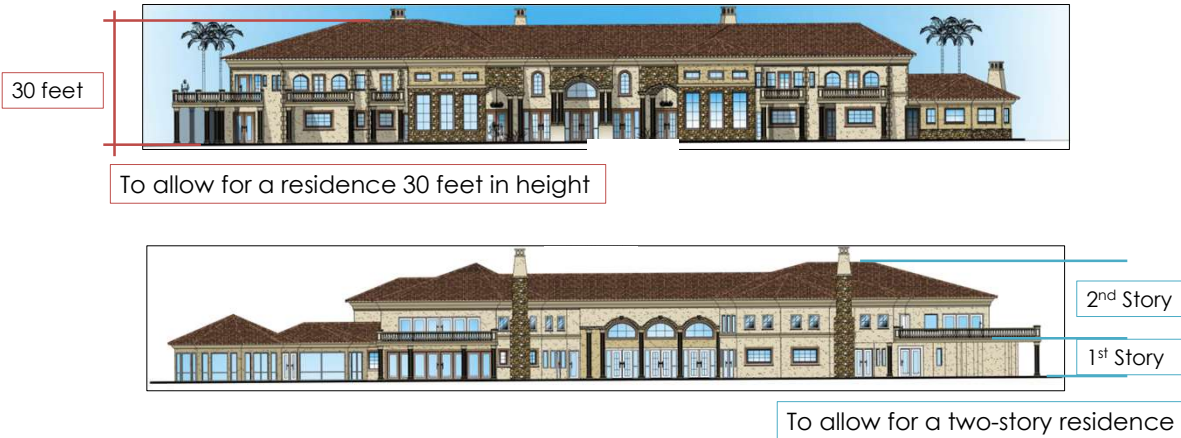 30 feet
To allow for a residence 30 feet in height
2nd Story
1st Story
To allow for a two-story residence